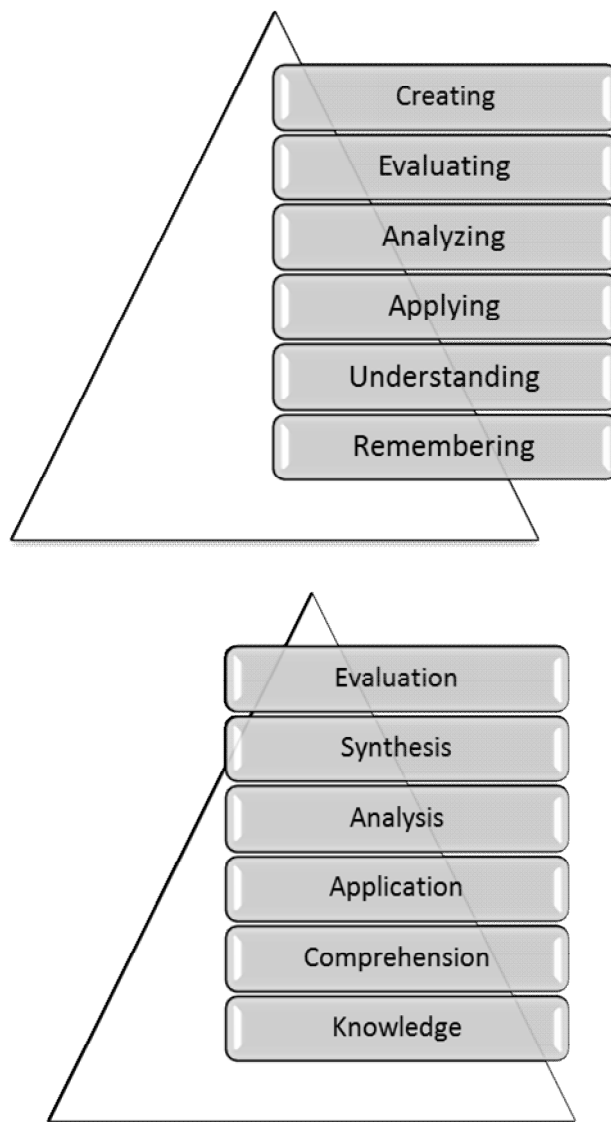 Creating
Evaluating
Analyzing
Applying
Understanding
Remembering
Evaluation
Synthesis
Analysis
Application
Comprehension
Knowledge